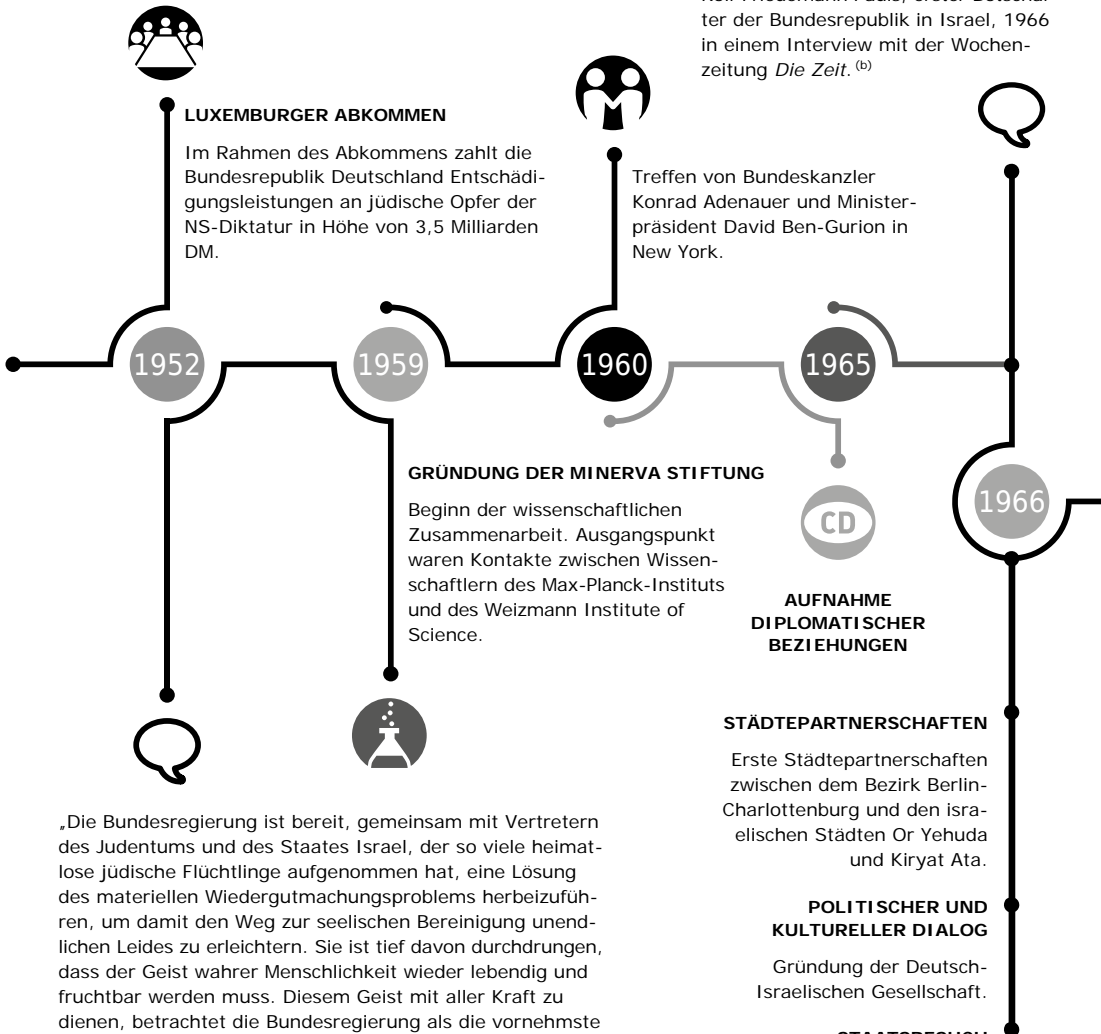 ter der Bundesrepublik in Israel, 1966
in einem Interview mit der Wochen-
zeitung Die Zeit. (b)
LUXEMBURGER ABKOMMEN
Im Rahmen des Abkommens zahlt die
Bundesrepublik Deutschland Entschädi-
gungsleistungen an jüdische Opfer der
NS-Diktatur in Höhe von 3,5 Milliarden
DM.
Treffen von Bundeskanzler
Konrad Adenauer und Minister-
präsident David Ben-Gurion in
New York.
1952
1959
1960
1965
1966
GRÜNDUNG DER MINERVA STIFTUNG
Beginn der wissenschaftlichen
Zusammenarbeit. Ausgangspunkt
waren Kontakte zwischen Wissen-
schaftlern des Max-Planck-Instituts
und des Weizmann Institute of
Science.
CD
AUFNAHME
DIPLOMATISCHER
BEZIEHUNGEN
STÄDTEPARTNERSCHAFTEN
Erste Städtepartnerschaften
zwischen dem Bezirk Berlin-
Charlottenburg und den isra-
elischen Städten Or Yehuda
und Kiryat Ata.
POLITISCHER UND
KULTURELLER DIALOG
Gründung der Deutsch-
Israelischen Gesellschaft.
STAATSBESUCH
„Die Bundesregierung ist bereit, gemeinsam mit Vertretern
des Judentums und des Staates Israel, der so viele heimat-
lose jüdische Flüchtlinge aufgenommen hat, eine Lösung
des materiellen Wiedergutmachungsproblems herbeizufüh-
ren, um damit den Weg zur seelischen Bereinigung unend-
lichen Leides zu erleichtern. Sie ist tief davon durchdrungen,
dass der Geist wahrer Menschlichkeit wieder lebendig und
fruchtbar werden muss. Diesem Geist mit aller Kraft zu
dienen, betrachtet die Bundesregierung als die vornehmste